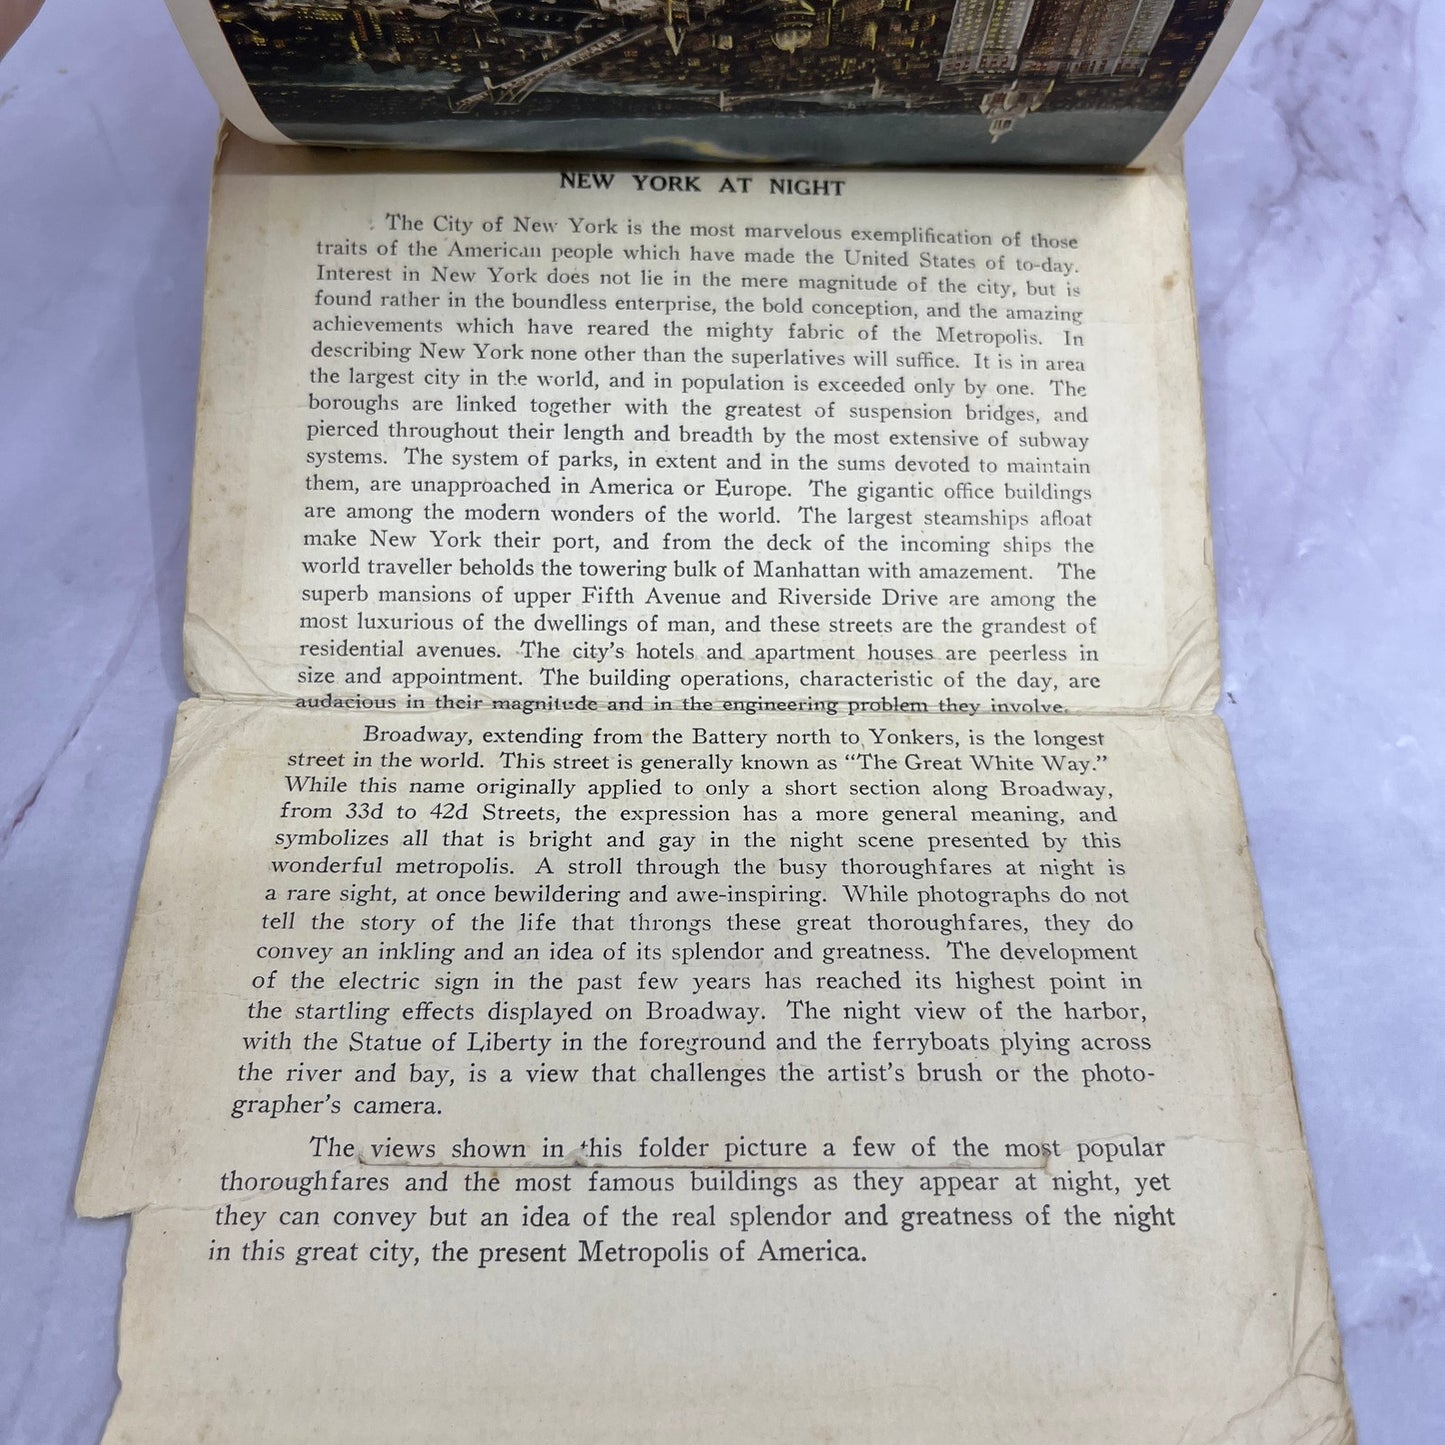 NEW YORK AT NIGHT
The City of New York is the most marvelous exemplification of those
traits of the American people which have made the United States of to-day.
Interest in New York does not lie in the mere magnitude of the city, but is
found rather in the boundless enterprise, the bold conception, and the amazing
achievements which have reared the mighty fabric of the Metropolis. In
describing New York none other than the superlatives will suffice. It is in area
the largest city in the world, and in population is exceeded only by one. The
boroughs are linked together with the greatest of suspension bridges, and
pierced throughout their length and breadth by the most extensive of subway
systems. The system of parks, in extent and in the sums devoted to maintain
them, are unapproached in America or Europe. The gigantic office buildings
are among the modern wonders of the world. The largest steamships afloat
make New York their port, and from the deck of the incoming ships the
world traveller beholds the towering bulk of Manhattan with amazement. The
superb mansions of upper Fifth Avenue and Riverside Drive are among the
most luxurious of the dwellings of man, and these streets are the grandest of
residential avenues. The city's hotels and apartment houses are peerless in
size and appointment. The building operations, characteristic of the day, are
audacious in their magnitude and in the engineering problem they involve.
Broadway, extending from the Battery north to Yonkers, is the longest
street in the world. This street is generally known as "The Great White Way."
While this name originally applied to only a short section along Broadway,
from 33d to 42d Streets, the expression has a more general meaning, and
symbolizes all that is bright and gay in the night scene presented by this
wonderful metropolis. A stroll through the busy thoroughfares at night is
a rare sight, at once bewildering and awe-inspiring. While photographs do not
tell the story of the life that throngs these great thoroughfares, they do
convey an inkling and an idea of its splendor and greatness. The development
of the electric sign in the past few years has reached its highest point in
the startling effects displayed on Broadway. The night view of the harbor,
with the Statue of Liberty in the foreground and the ferryboats plying across
the river and bay, is a view that challenges the artist's brush or the photo-
grapher's camera.
The views shown in this folder picture a few of the most popular
thoroughfares and the most famous buildings as they appear at night, yet
they can convey but an idea of the real splendor and greatness of the night
in this great city, the present Metropolis of America.